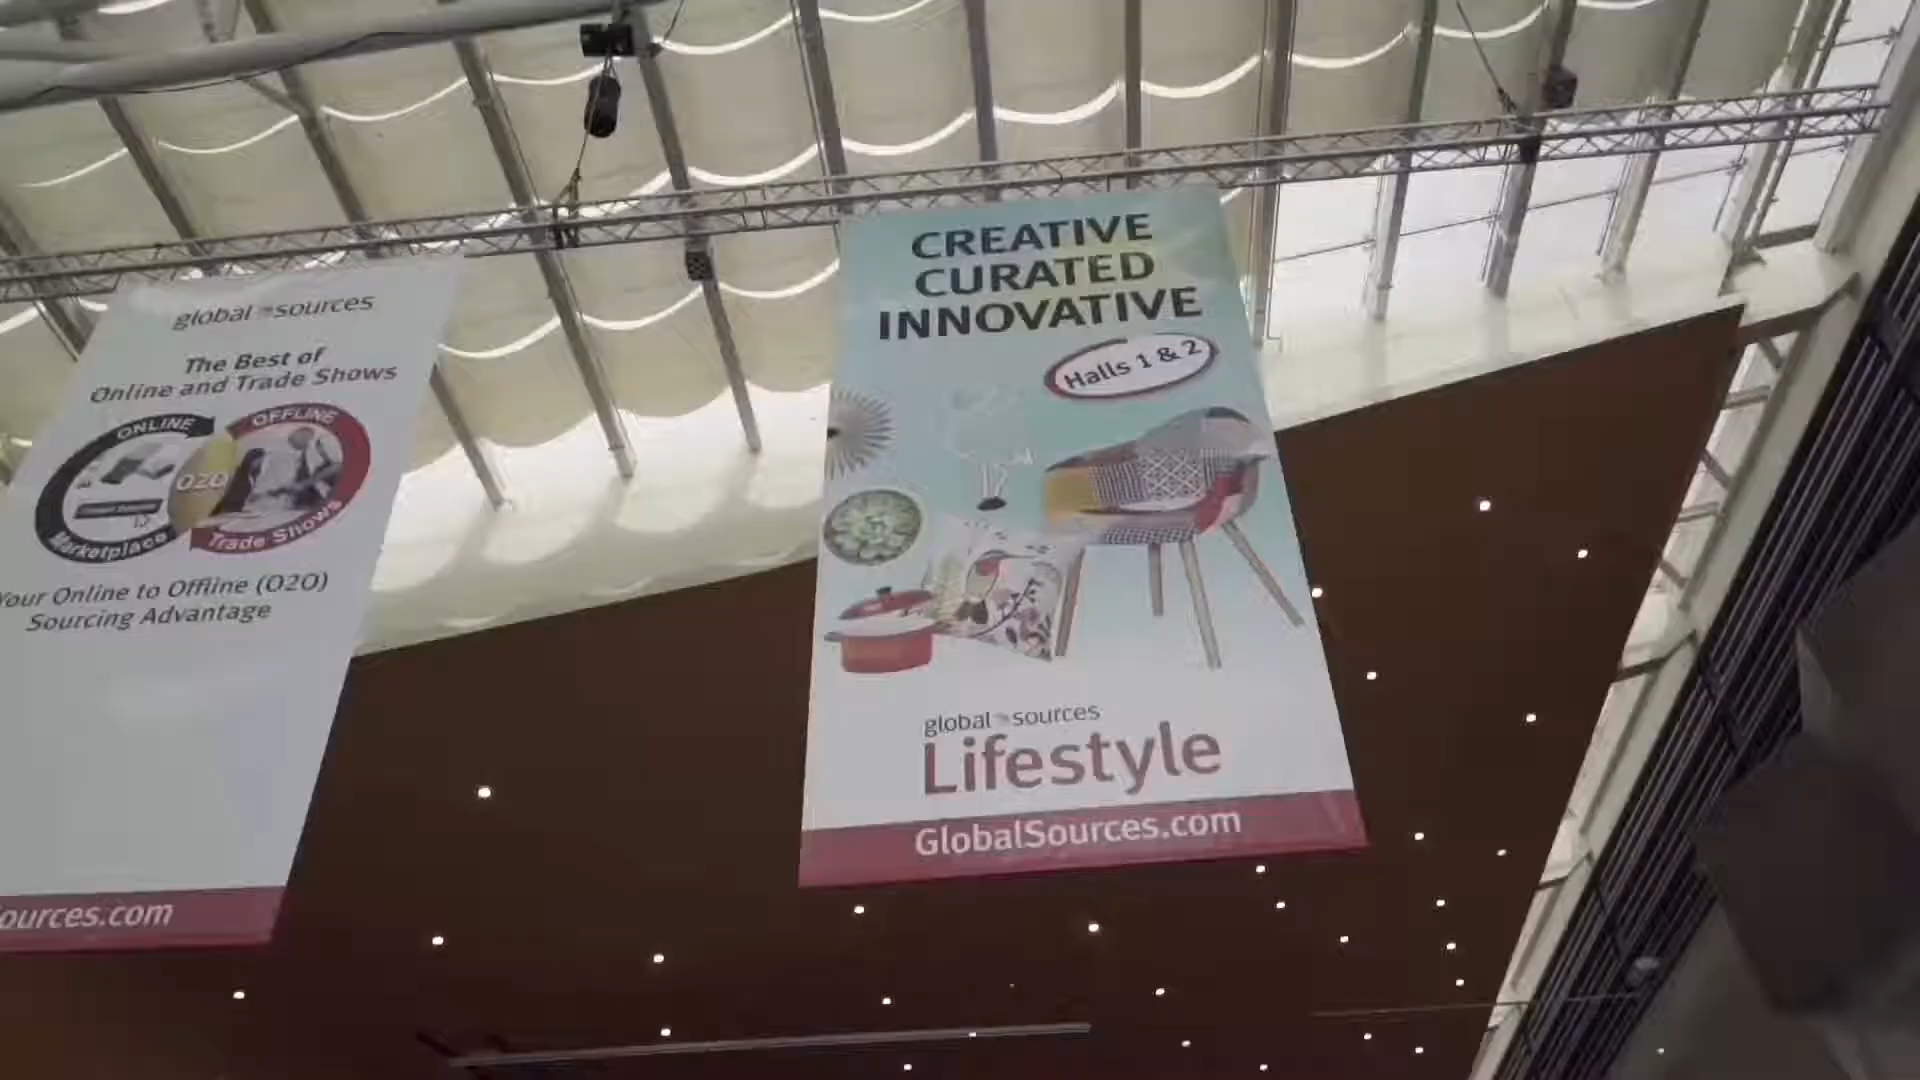 global sources
The Best of
Online and Trade Shows
ONLINE
OFFLINE
O2O
Marketplace
Trade Shows
Your Online to Offline (O2O)
Sourcing Advantage
ources.com
CREATIVE
CURATED
INNOVATIVE
Halls 1 & 2
global sources
Lifestyle
GlobalSources.com